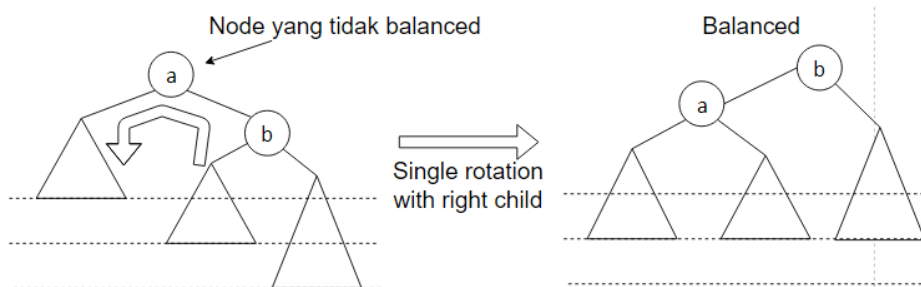 Node yang tidak balanced
a
b
Single rotation
with right child
Balanced
b
a